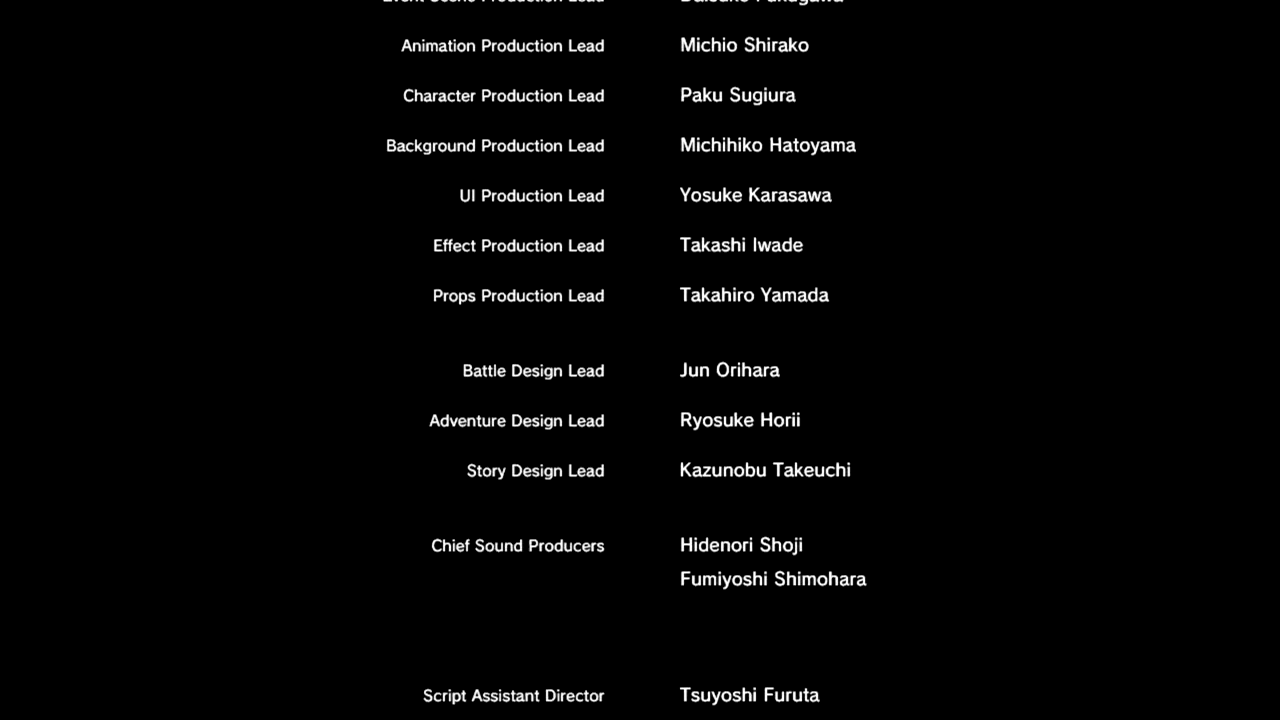 Animation Production Lead Michio Shirako
Character Production Lead Paku Sugiura
Background Production Lead Michihiko Hatoyama
UI Production Lead Yosuke Karasawa
Effect Production Lead Takashi Iwade
Props Production Lead Takahiro Yamada
Battle Design Lead Jun Orihara
Adventure Design Lead Ryosuke Horii
Story Design Lead Kazunobu Takeuchi
Chief Sound Producers Hidenori Shoji
Fumiyoshi Shimohara
Script Assistant Director Tsuyoshi Furuta